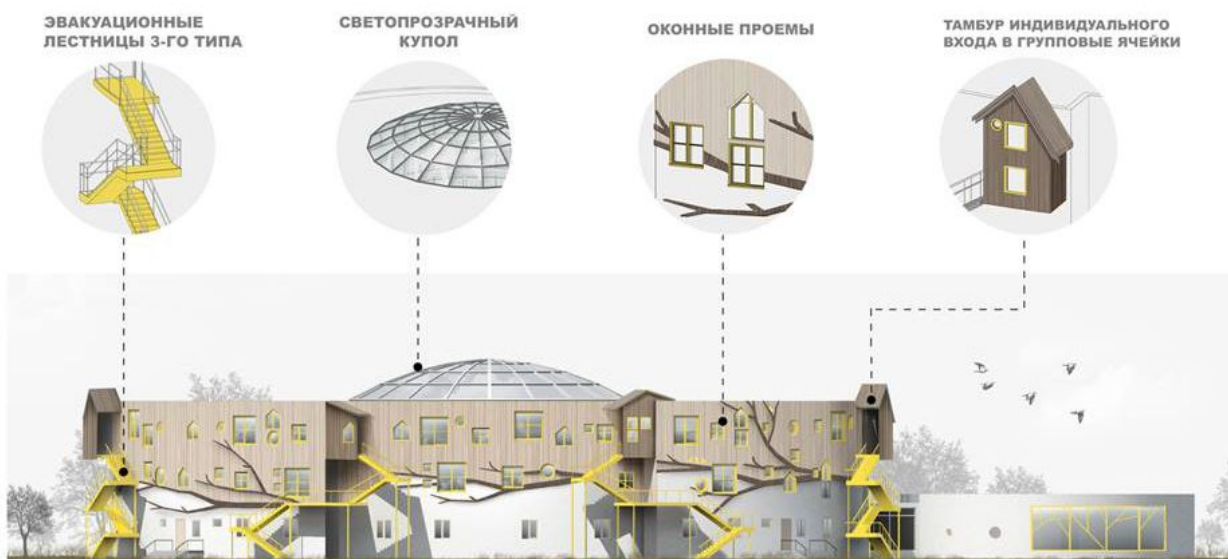 ЭВАКУАЦИОННЫЕ
ЛЕСТНИЦЫ 3-ГО ТИПА
СВЕТОПРОЗРАЧНЫЙ
КУПОЛ
ОКОННЫЕ ПРОЕМЫ
ТАМБУР ИНДИВИДУАЛЬНОГО
ВХОДА В ГРУППОВЫЕ ЯЧЕЙКИ